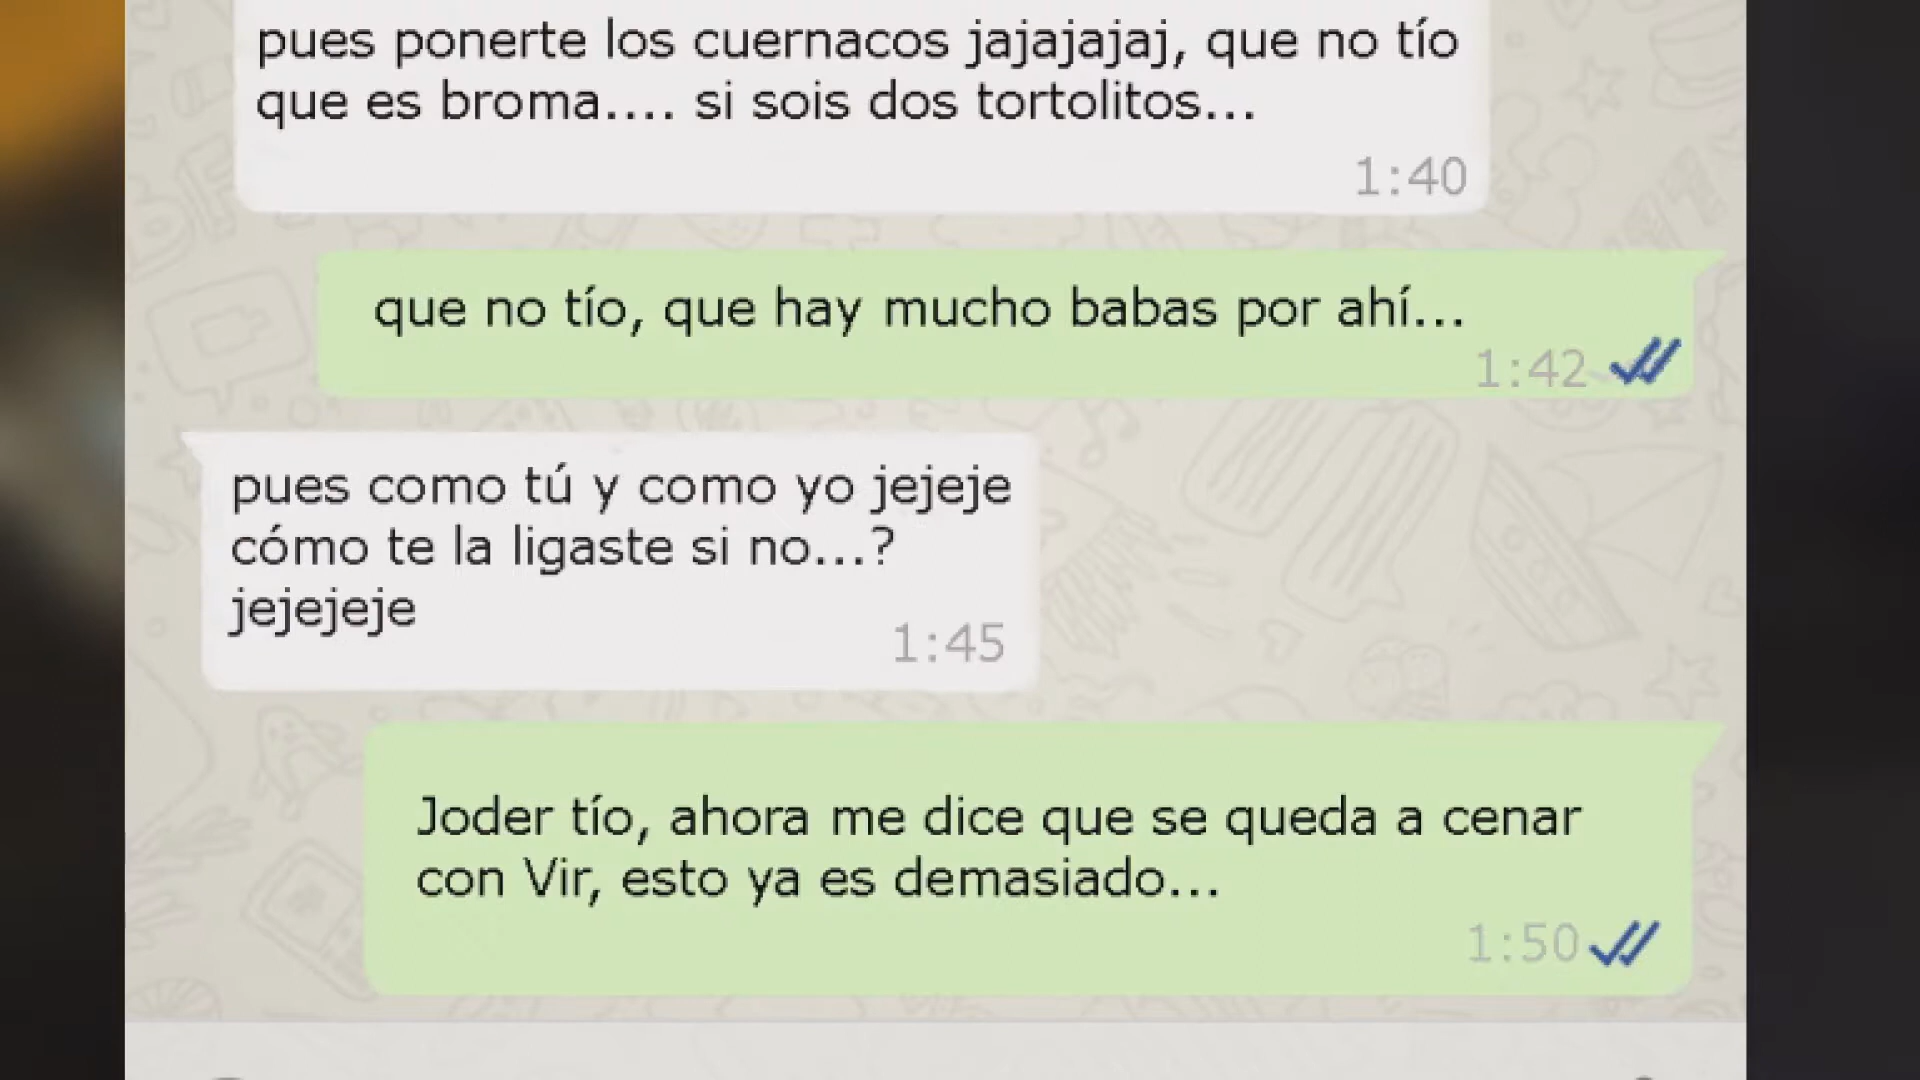 pues ponerte los cuernacos jajajajaj, que no tío
que es broma.... si sois dos tortolitos...
1:40
que no tío, que hay mucho babas por ahí...
1:42
pues como tú y como yo jejeje
cómo te la ligaste si no...?
jejejeje
1:45
Joder tío, ahora me dice que se queda a cenar
con Vir, esto ya es demasiado...
1:50